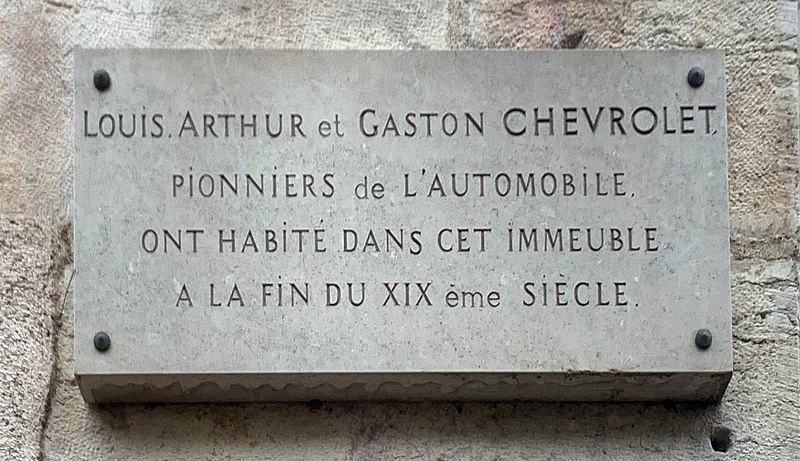 LOUIS, ARTHUR et GASTON CHEVROLET,
PIONNIERS de L'AUTOMOBILE,
ONT HABITÉ DANS CET IMMEUBLE
A LA FIN DU XIX ème SIÈCLE.